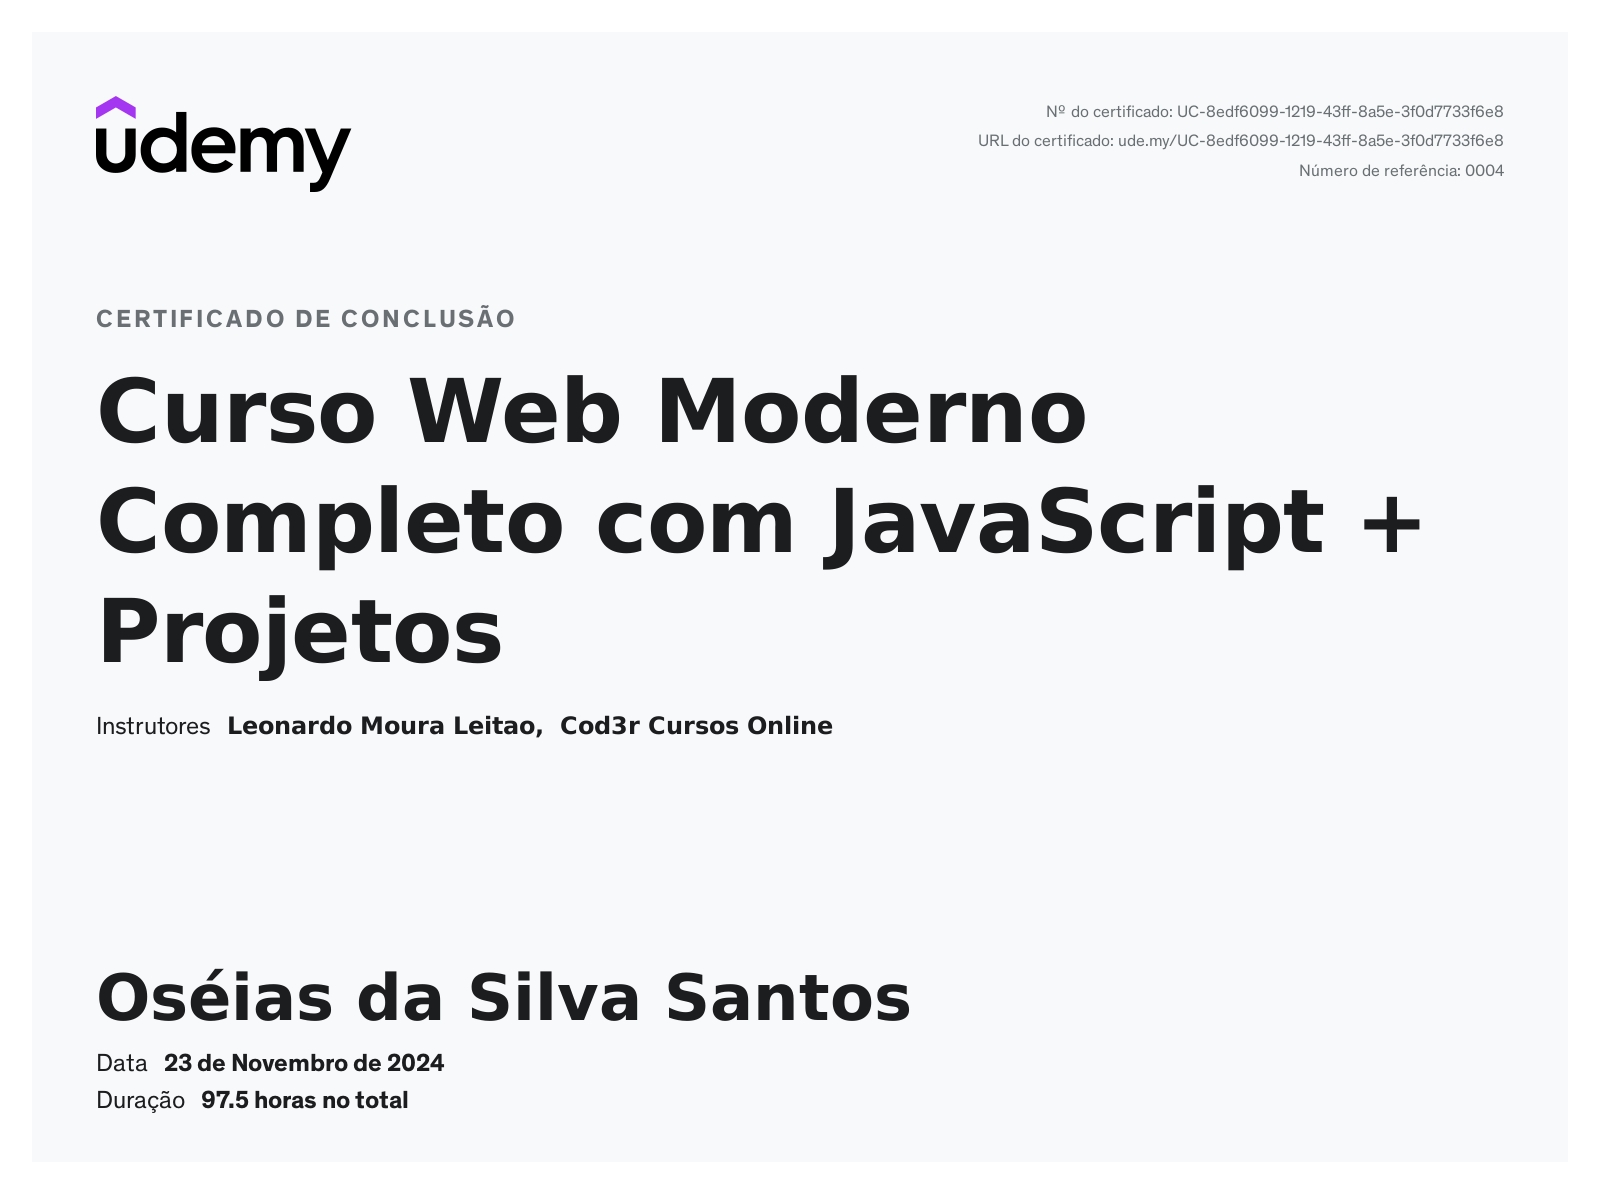 udemy
Nº do certificado: UC-8edf6099-1219-43ff-8a5e-3f0d7733f6e8
URL do certificado: ude.my/UC-8edf6099-1219-43ff-8a5e-3f0d7733f6e8
Número de referência: 0004
CERTIFICADO DE CONCLUSÃO
Curso Web Moderno
Completo com JavaScript +
Projetos
Instrutores Leonardo Moura Leitao, Cod3r Cursos Online
Oséias da Silva Santos
Data 23 de Novembro de 2024
Duração 97.5 horas no total